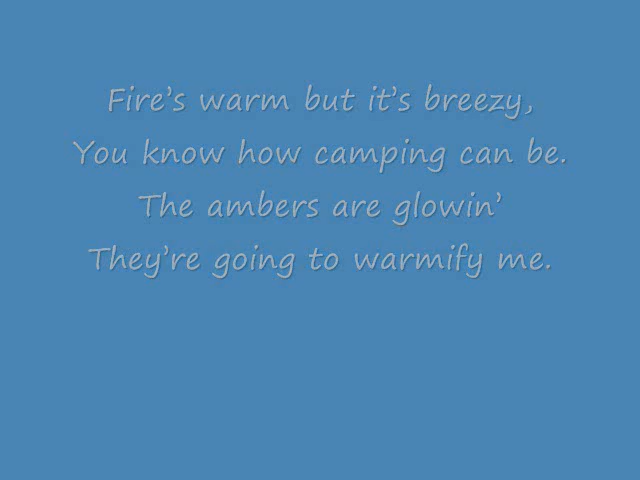 Fire’s warm but it’s breezy,
You know how camping can be.
The ambers are glowin’
They’re going to warmify me.